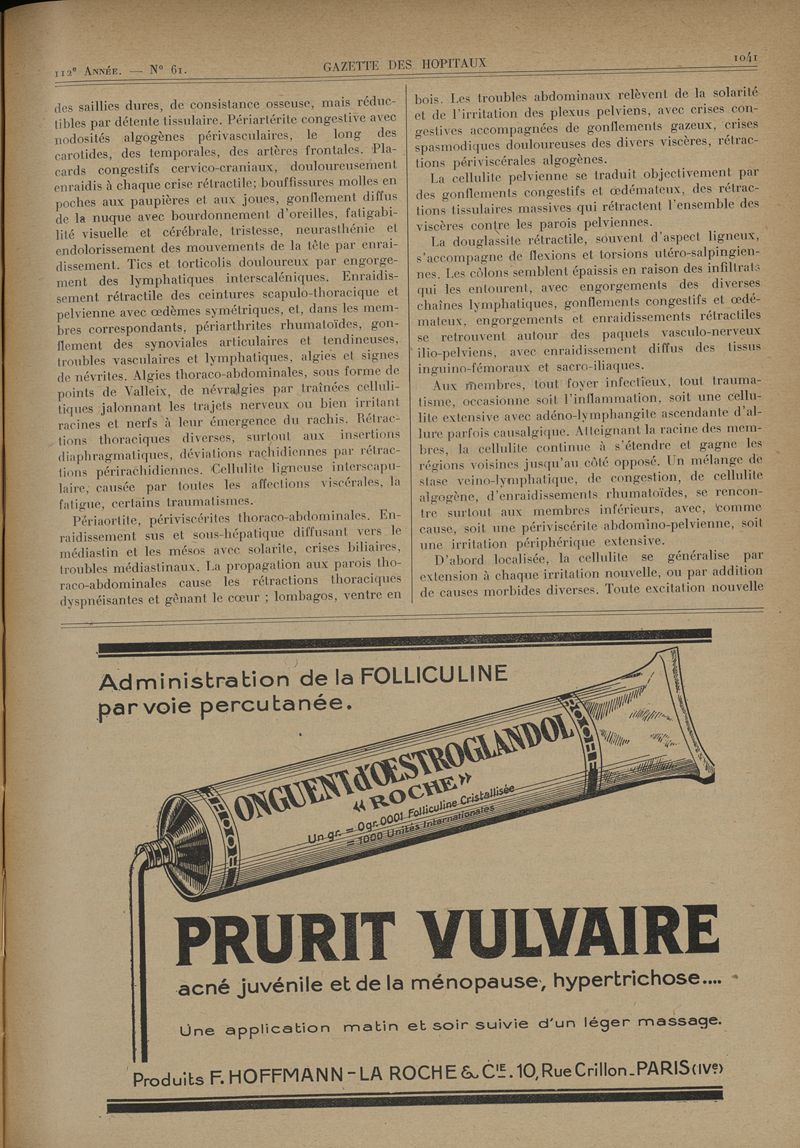 112e ANNÉE. — No 61.
GAZETTE DES HOPITAUX
1041
des saillies dures, de consistance osseuse, mais réduc-
tibles par détente tissulaire. Périartérite congestive avec
nodosités algogènes périvasculaires, le long des
carotides, des temporales, des artères frontales. Pla-
cards congestifs cervico-craniaux, douloureusement
enraidis à chaque crise rétractile; bouffissures molles en
poches aux paupières et aux joues, gonflement diffus
de la nuque avec bourdonnement d'oreilles, fatigabi-
lité visuelle et cérébrale, tristesse, neurasthénie et
endolorissement des mouvements de la tête par enrai-
dissement. Tics et torticolis douloureux par engorge-
ment des lymphatiques interscaléniques. Enraidis-
sement rétractile des ceintures scapulo-thoracique et
pelvienne avec œdèmes symétriques, et, dans les mem-
bres correspondants, périarthrites rhumatoïdes, gon-
flement des synoviales articulaires et tendineuses,
troubles vasculaires et lymphatiques, algies et signes
de névrites. Algies thoraco-abdominales, sous forme de
points de Valleix, de névralgies par traînées celluli-
tiques jalonnant les trajets nerveux ou bien irritant
racines et nerfs à leur émergence du rachis. Rétrac-
tions thoraciques diverses, surtout aux insertions
diaphragmatiques, déviations rachidiennes par rétrac-
tions périrachidiennes. Cellulite ligneuse interscapu-
laire, causée par toutes les affections viscérales, la
fatigue, certains traumatismes.
Périaortite, périviscérites thoraco-abdominales. En-
raidissement sus et sous-hépatique diffusant vers le
médiastin et les mésos avec solarite, crises biliaires,
troubles médiastinaux. La propagation aux parois tho-
raco-abdominales cause les rétractions thoraciques
dyspnéisantes et gênant le cœur ; lombagos, ventre en
bois. Les troubles abdominaux relèvent de la solarité
et de l'irritation des plexus pelviens, avec crises con-
gestives accompagnées de gonflements gazeux, crises
spasmodiques douloureuses des divers viscères, rétrac-
tions périviscérales algogènes.
La cellulite pelvienne se traduit objectivement par
des gonflements congestifs et œdémateux, des rétrac-
tions tissulaires massives qui rétractent l'ensemble des
viscères contre les parois pelviennes.
La douglassite rétractile, souvent d'aspect ligneux,
s'accompagne de flexions et torsions utéro-salpingien-
nes. Les côlons semblent épaissis en raison des infiltrats
qui les entourent, avec engorgements des diverses
chaînes lymphatiques, gonflements congestifs et œdé-
mateux, engorgements et enraidissements rétractiles
se retrouvent autour des paquets vasculo-nerveux
ilio-pelviens, avec enraidissement diffus des tissus
inguino-fémoraux et sacro-iliaques.
Aux membres, tout foyer infectieux, tout trauma-
tisme, occasionne soit l'inflammation, soit une cellu-
lite extensive avec adéno-lymphangite ascendante d'al-
lure parfois causalgique. Atteignant la racine des mem-
bres, la cellulite continue à s'étendre et gagne les
régions voisines jusqu'au côté opposé. Un mélange de
stase veino-lymphatique, de congestion, de cellulite
algogène, d'enraidissements rhumatoïdes, se rencon-
tre surtout aux membres inférieurs, avec, comme
cause, soit une périviscérite abdomino-pelvienne, soit
une irritation périphérique extensive.
D'abord localisée, la cellulite se généralise par
extension à chaque irritation nouvelle, ou par addition
de causes morbides diverses. Toute excitation nouvelle
Administration de la FOLLICULINE
par voie percutanée.
ONGUENT d'ŒSTROGLANDOL
« ROCHE »
Un gr. = 0gr.0001 Folliculine Cristallisée
= 1000 Unités Internationales
PRURIT VULVAIRE
acné juvénile et de la ménopause, hypertrichose....
Une application matin et soir suivie d'un léger massage.
Produits F. HOFFMANN-LA ROCHE & CIE. 10, Rue Crillon_PARIS (IVe)